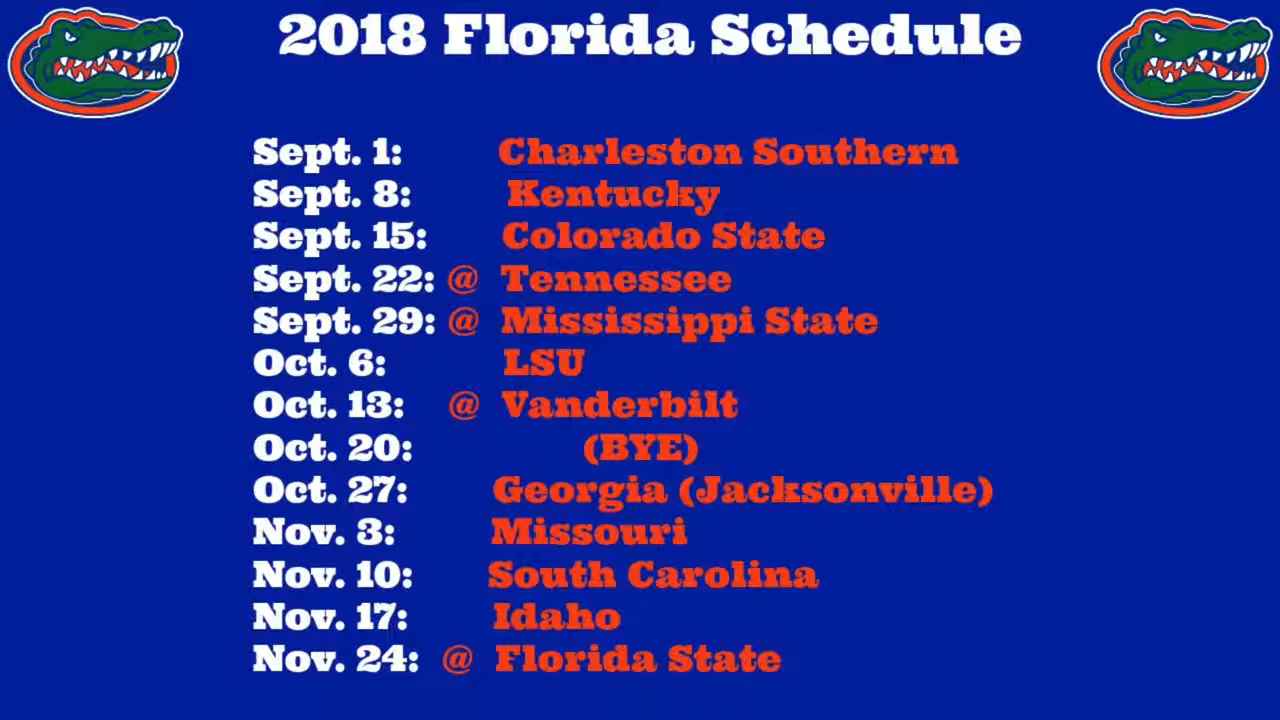 2018 Florida Schedule
Sept. 1: Charleston Southern
Sept. 8: Kentucky
Sept. 15: Colorado State
Sept. 22: @ Tennessee
Sept. 29: @ Mississippi State
Oct. 6: LSU
Oct. 13: @ Vanderbilt
Oct. 20: (BYE)
Oct. 27: Georgia (Jacksonville)
Nov. 3: Missouri
Nov. 10: South Carolina
Nov. 17: Idaho
Nov. 24: @ Florida State